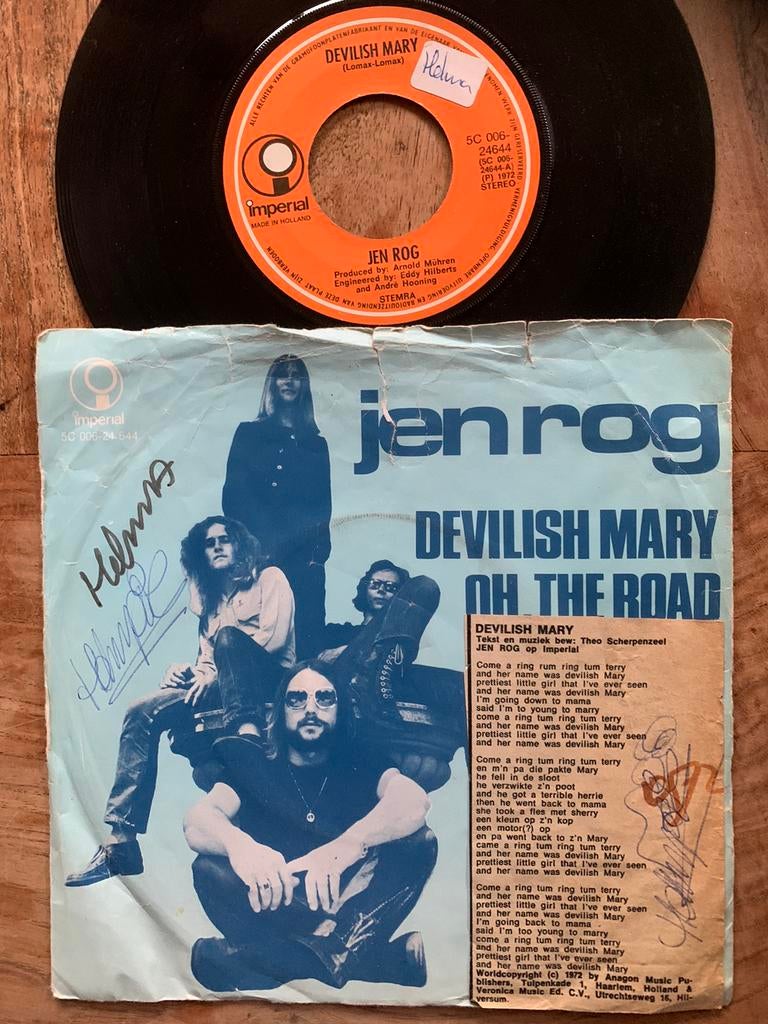 ALLE RECHTEN VAN DE GRAMOFOONPLATENFABRIKANT EN VAN DE EIGENAAR
DEVILISH MARY
(Lomax-Lomax)
Helma
5C 006-
24644
(5C 006-
24644-A)
(P) 1972
STEREO
imperial
MADE IN HOLLAND
JEN ROG
Produced by: Arnold Mühren
Engineered by: Eddy Hilberts
and André Hooning
STEMRA
imperial
5C 006-24 644
jen rog
DEVILISH MARY
OH, THE ROAD
Helma
DEVILISH MARY
Tekst en muziek bew: Theo Scherpenzeel
JEN ROG op Imperial
Come a ring rum ring tum terry
and her name was devilish Mary
prettiest little girl that I've ever seen
and her name was devilish Mary
I'm going down to mama
said I'm to young to marry
come a ring tum ring tum terry
and her name was devilish Mary
prettiest little girl that I've ever seen
and her name was devilish Mary
Come a ring tum ring tum terry
en m'n pa die pakte Mary
he fell in de sloot
he verzwikte z'n poot
and he got a terrible herrie
then he went back to mama
she took a fles met sherry
een kleun op z'n kop
een motor(?) op
en pa went back to z'n Mary
came a ring tum ring tum terry
and her name was devilish Mary
prettiest little girl that I've ever seen
and her name was devilish Mary
Come a ring tum ring tum terry
and her name was devilish Mary
prettiest little girl that I've ever seen
and her name was devilish Mary
I'm going back to mama
said I'm too young to marry
come a ring tum ring tum terry
and her name was devilish Mary
prettiest girl that I've ever seen
and her name was devilish Mary
Worldcopyright (c) 1972 by Anagon Music Pu-
blishers, Tulpenkade 1, Haarlem, Holland &
Veronica Music Ed. C.V., Utrechtseweg 16, Hil-
versum.